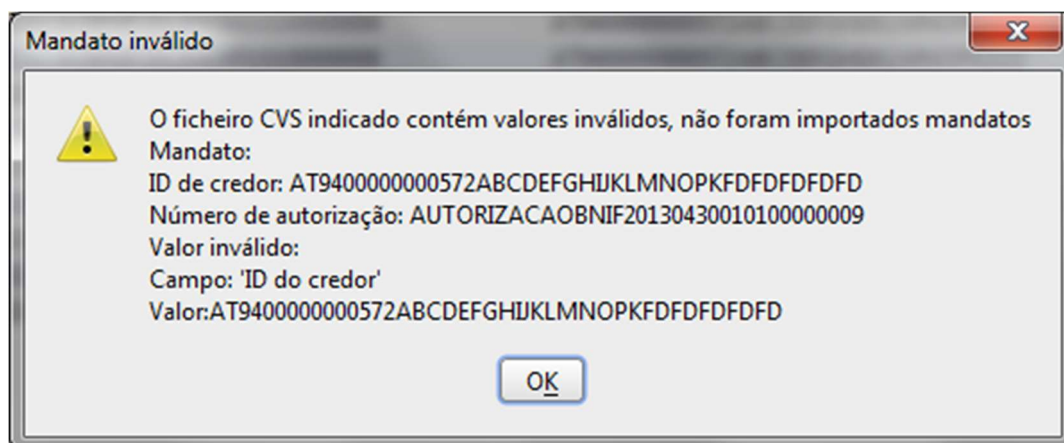 Mandato inválido
O ficheiro CVS indicado contém valores inválidos, não foram importados mandatos
Mandato:
ID de credor: AT9400000000572ABCDEFGHIJKLMNOPKFDFDFDFDFD
Número de autorização: AUTORIZACAOBNIF20130430010100000009
Valor inválido:
Campo: 'ID do credor'
Valor:AT9400000000572ABCDEFGHIJKLMNOPKFDFDFDFDFD
OK